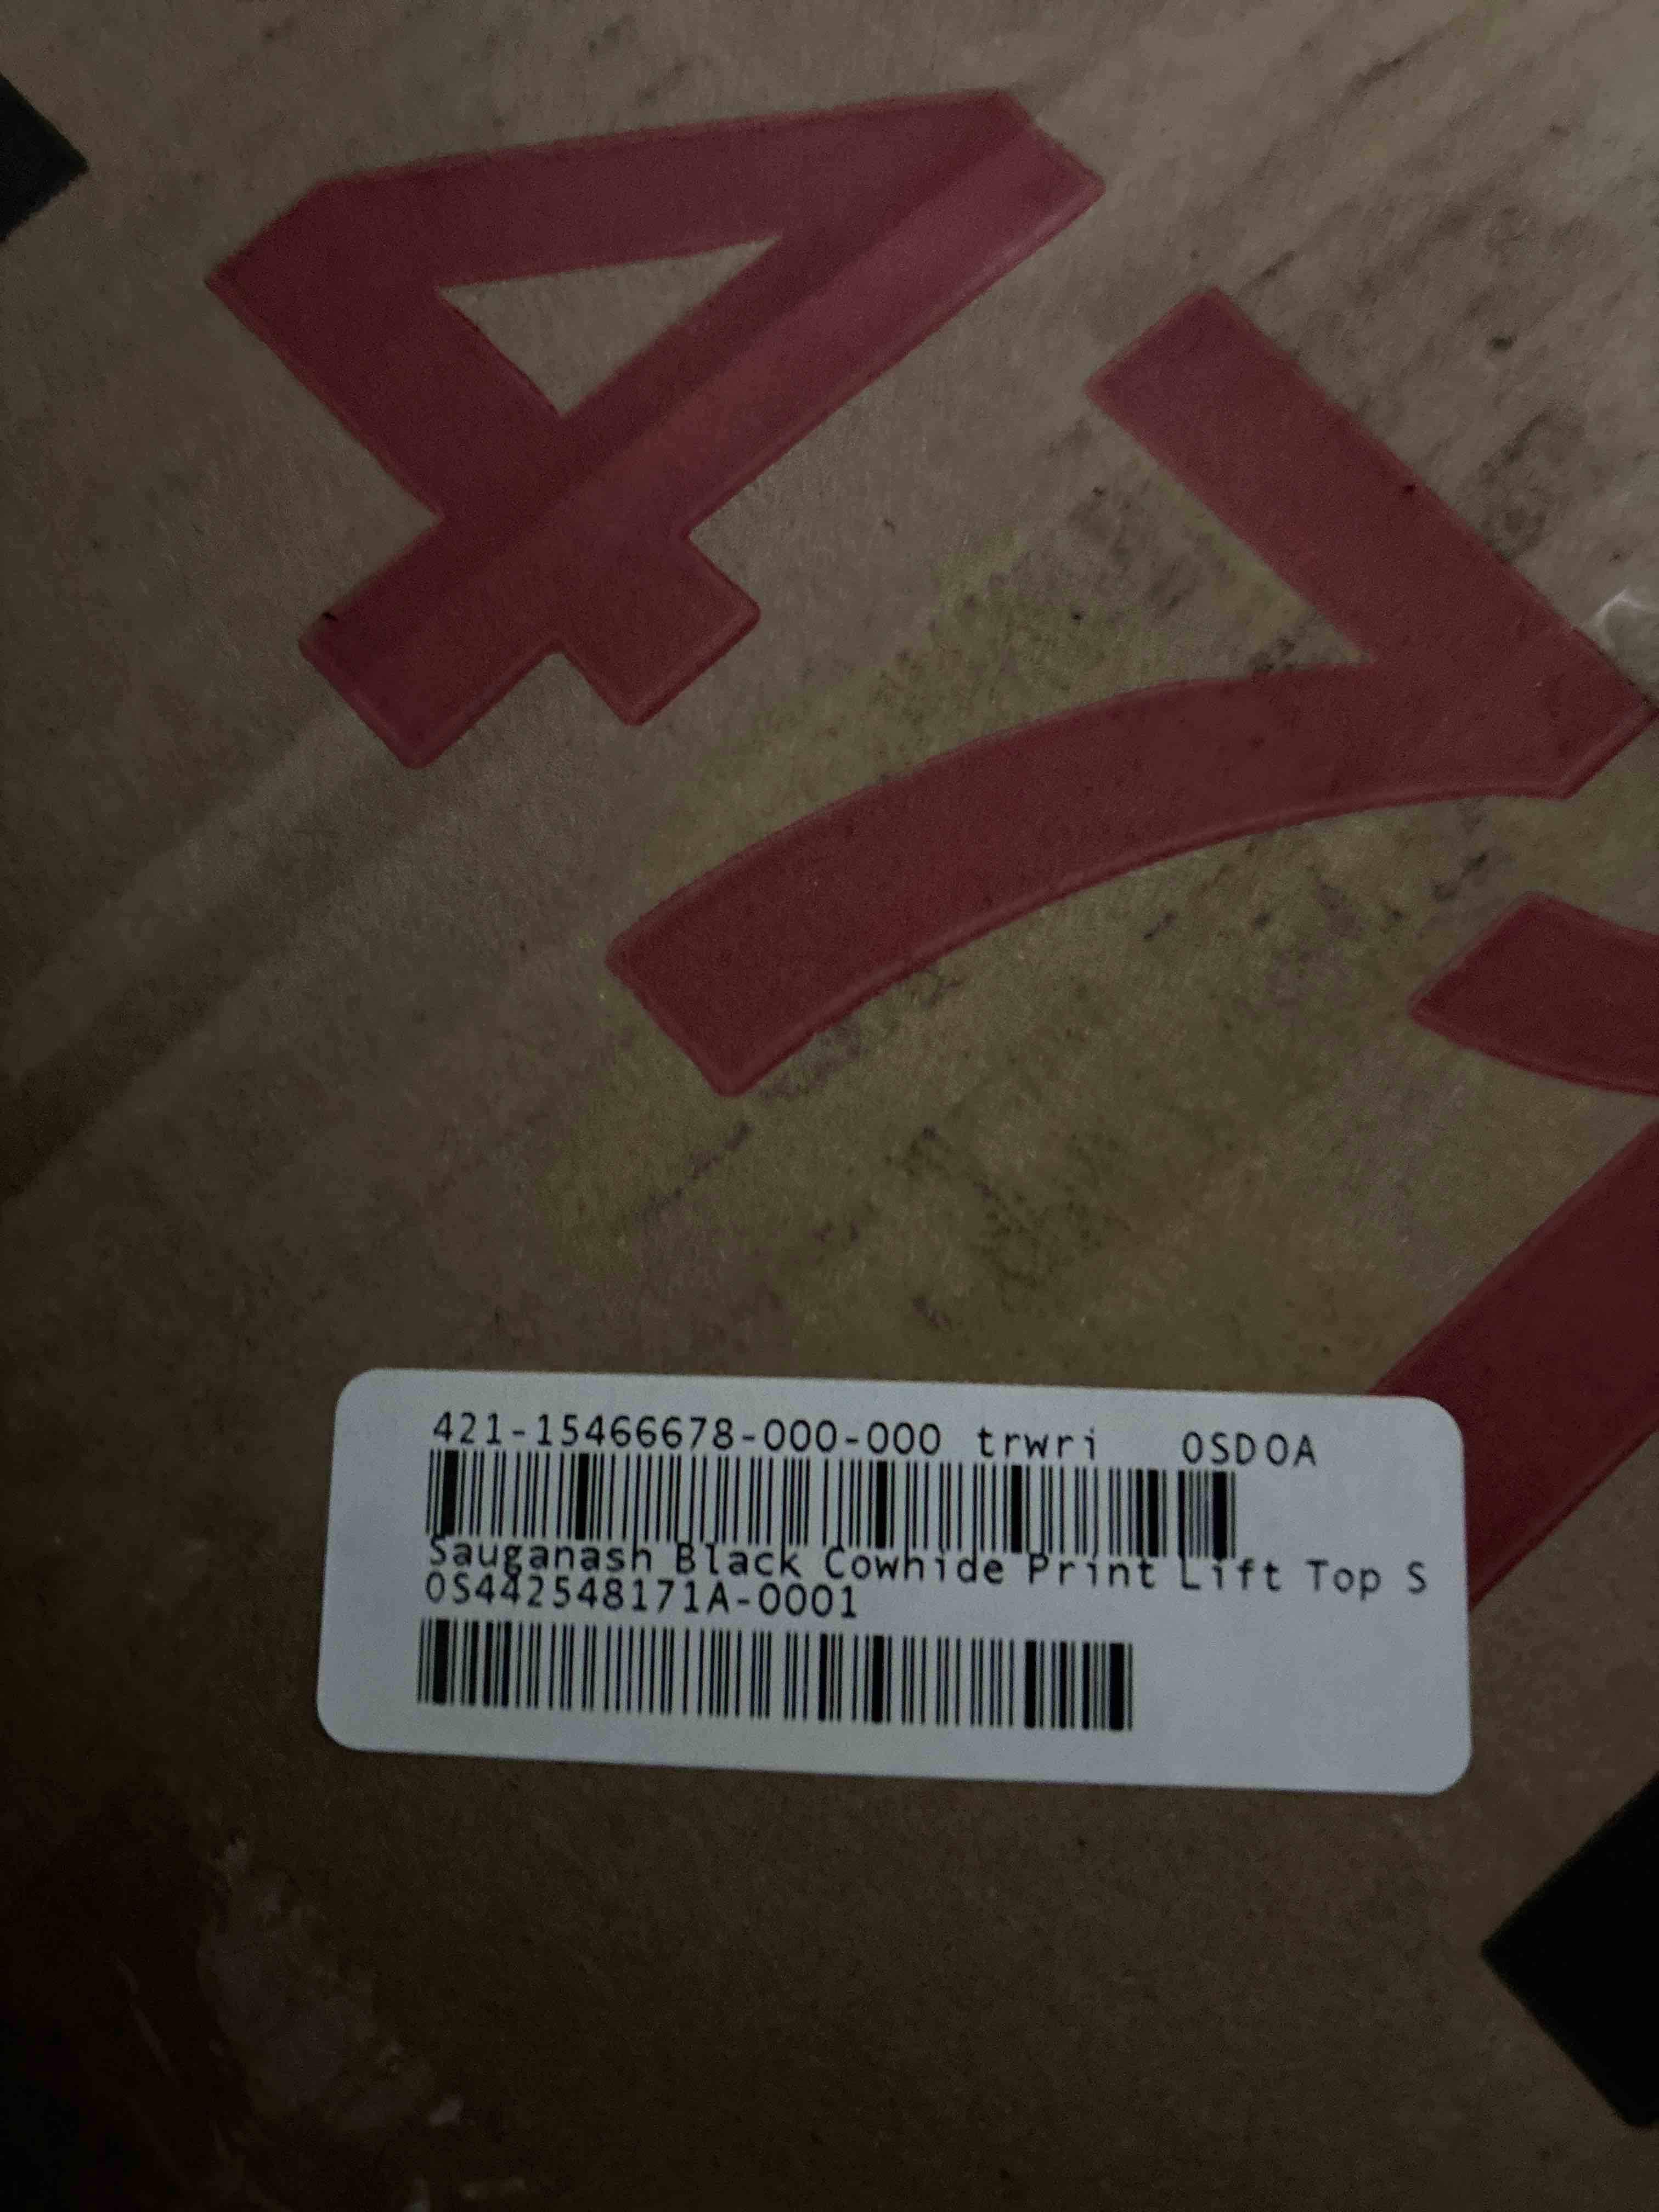 47
421-15466678-000-000 trwri OSDOA
Sauganash Black Cowhide Print Lift Top S
OS442548171A-0001